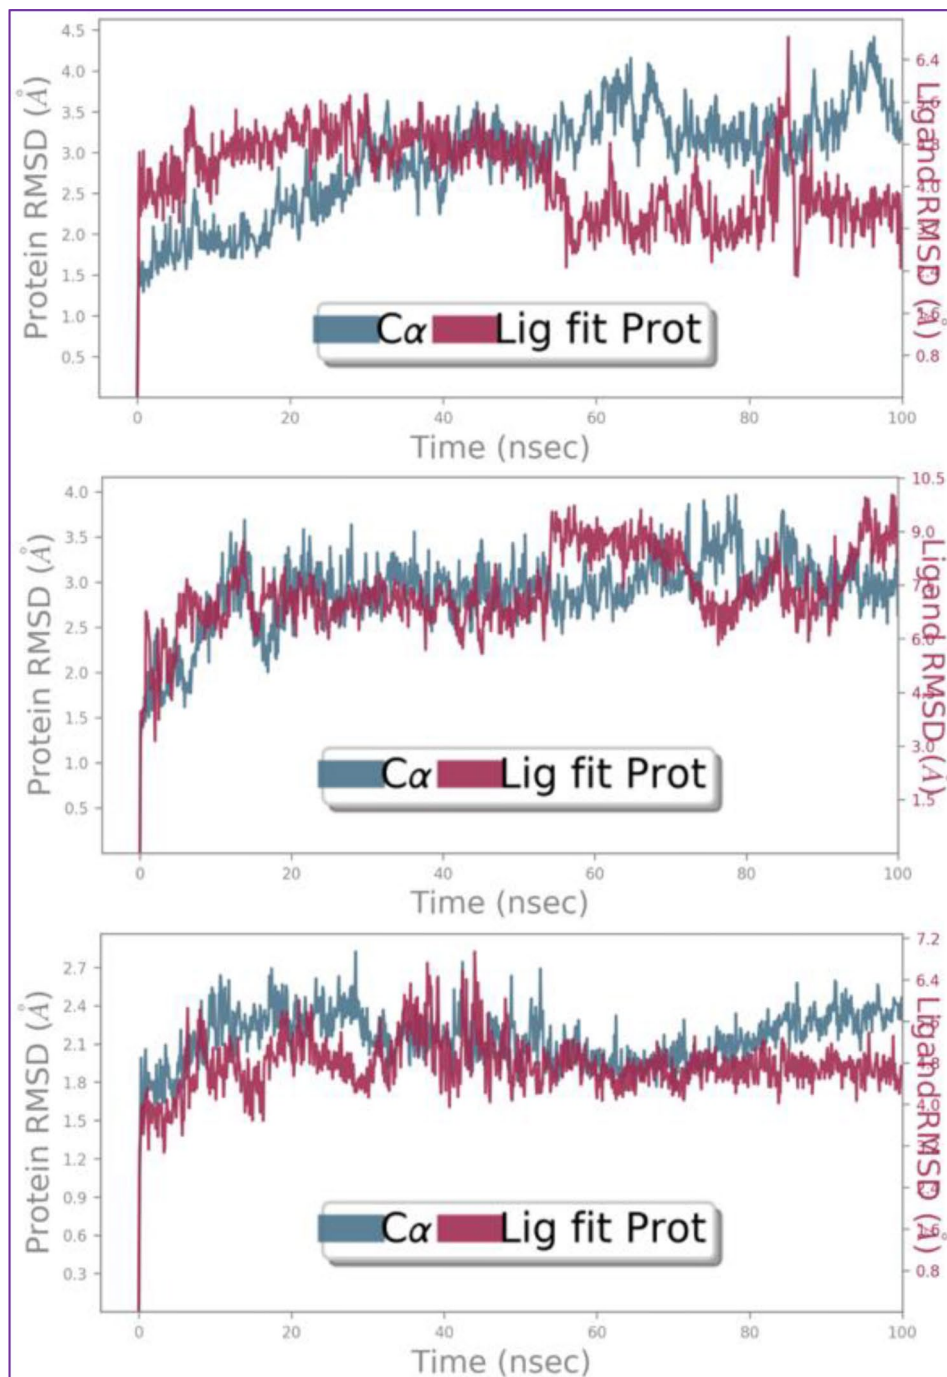 Protein RMSD (Å)
4.5
4.0
3.5
3.0
2.5
2.0
1.5
1.0
0.5
Cα Lig fit Prot
6.4
0.8
Ligand RMSD (Å)
0 20 40 60 80 100
Time (nsec)
Protein RMSD (Å)
4.0
3.5
3.0
2.5
2.0
1.5
1.0
0.5
Cα Lig fit Prot
10.5
9.0
6.0
3.0
1.5
Ligand RMSD (Å)
0 20 40 60 80 100
Time (nsec)
Protein RMSD (Å)
2.7
2.4
2.1
1.8
1.5
1.2
0.9
0.6
0.3
Cα Lig fit Prot
7.2
6.4
4.0
1.6
0.8
Ligand RMSD (Å)
0 20 40 60 80 100
Time (nsec)